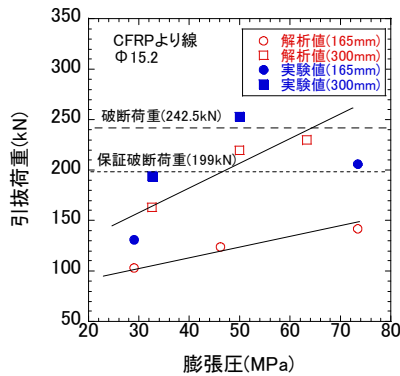 350
300
250
200
150
100
50
引抜荷重(kN)
CFRPより線
Φ15.2
解析値(165mm)
解析値(300mm)
実験値(165mm)
実験値(300mm)
破断荷重(242.5kN)
保証破断荷重(199kN)
20 30 40 50 60 70 80
膨張圧(MPa)